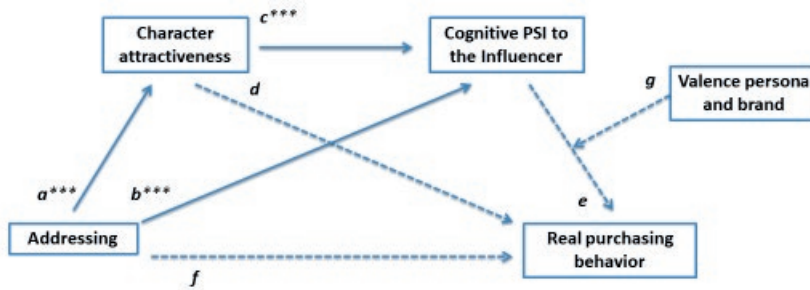 c***
Character
attractiveness
Cognitive PSI to
the Influencer
d
g
Valence persona
and brand
a***
b***
e
Addressing
Real purchasing
behavior
f